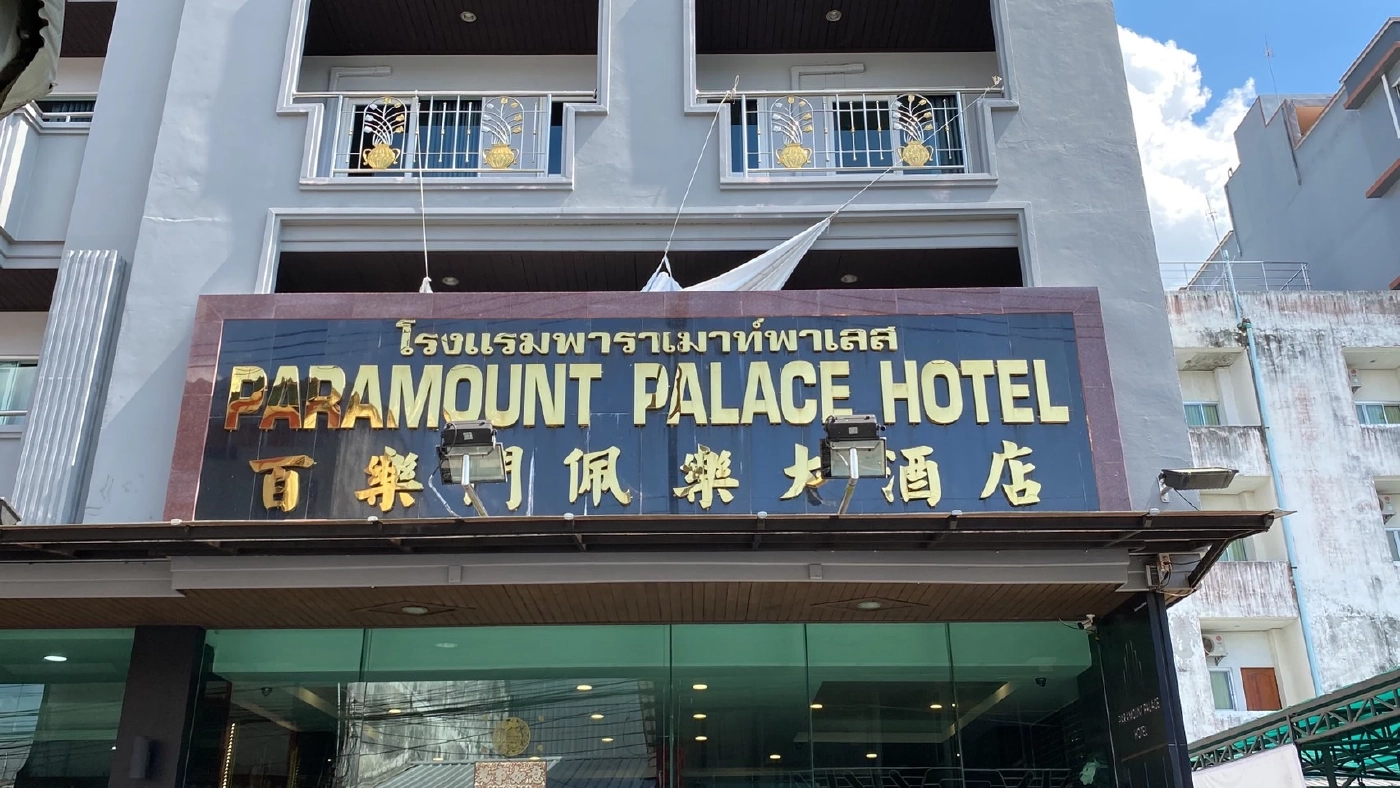 โรงแรมพาราเมาท์พาเลส
PARAMOUNT PALACE HOTEL
百樂門佩樂大酒店
PARAMOUNT PALACE
HOTEL